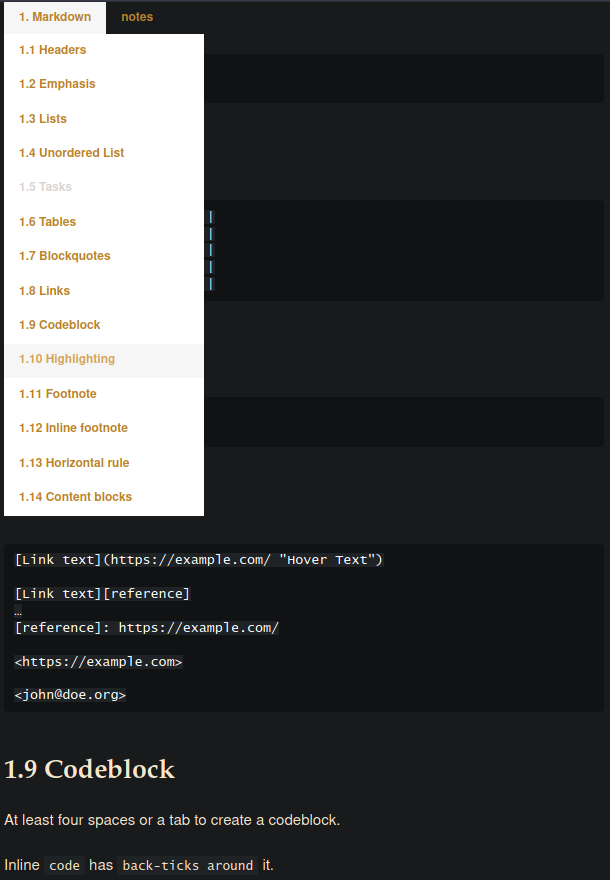 1. Markdown notes
1.1 Headers
1.2 Emphasis
1.3 Lists
1.4 Unordered List
1.5 Tasks
1.6 Tables
|
|
1.7 Blockquotes |
|
1.8 Links |
1.9 Codeblock
1.10 Highlighting
1.11 Footnote
1.12 Inline footnote
1.13 Horizontal rule
1.14 Content blocks
[Link text](https://example.com/ "Hover Text")
[Link text][reference]
…
[reference]: https://example.com/
<https://example.com>
<john@doe.org>
1.9 Codeblock
At least four spaces or a tab to create a codeblock.
Inline code has back-ticks around it.